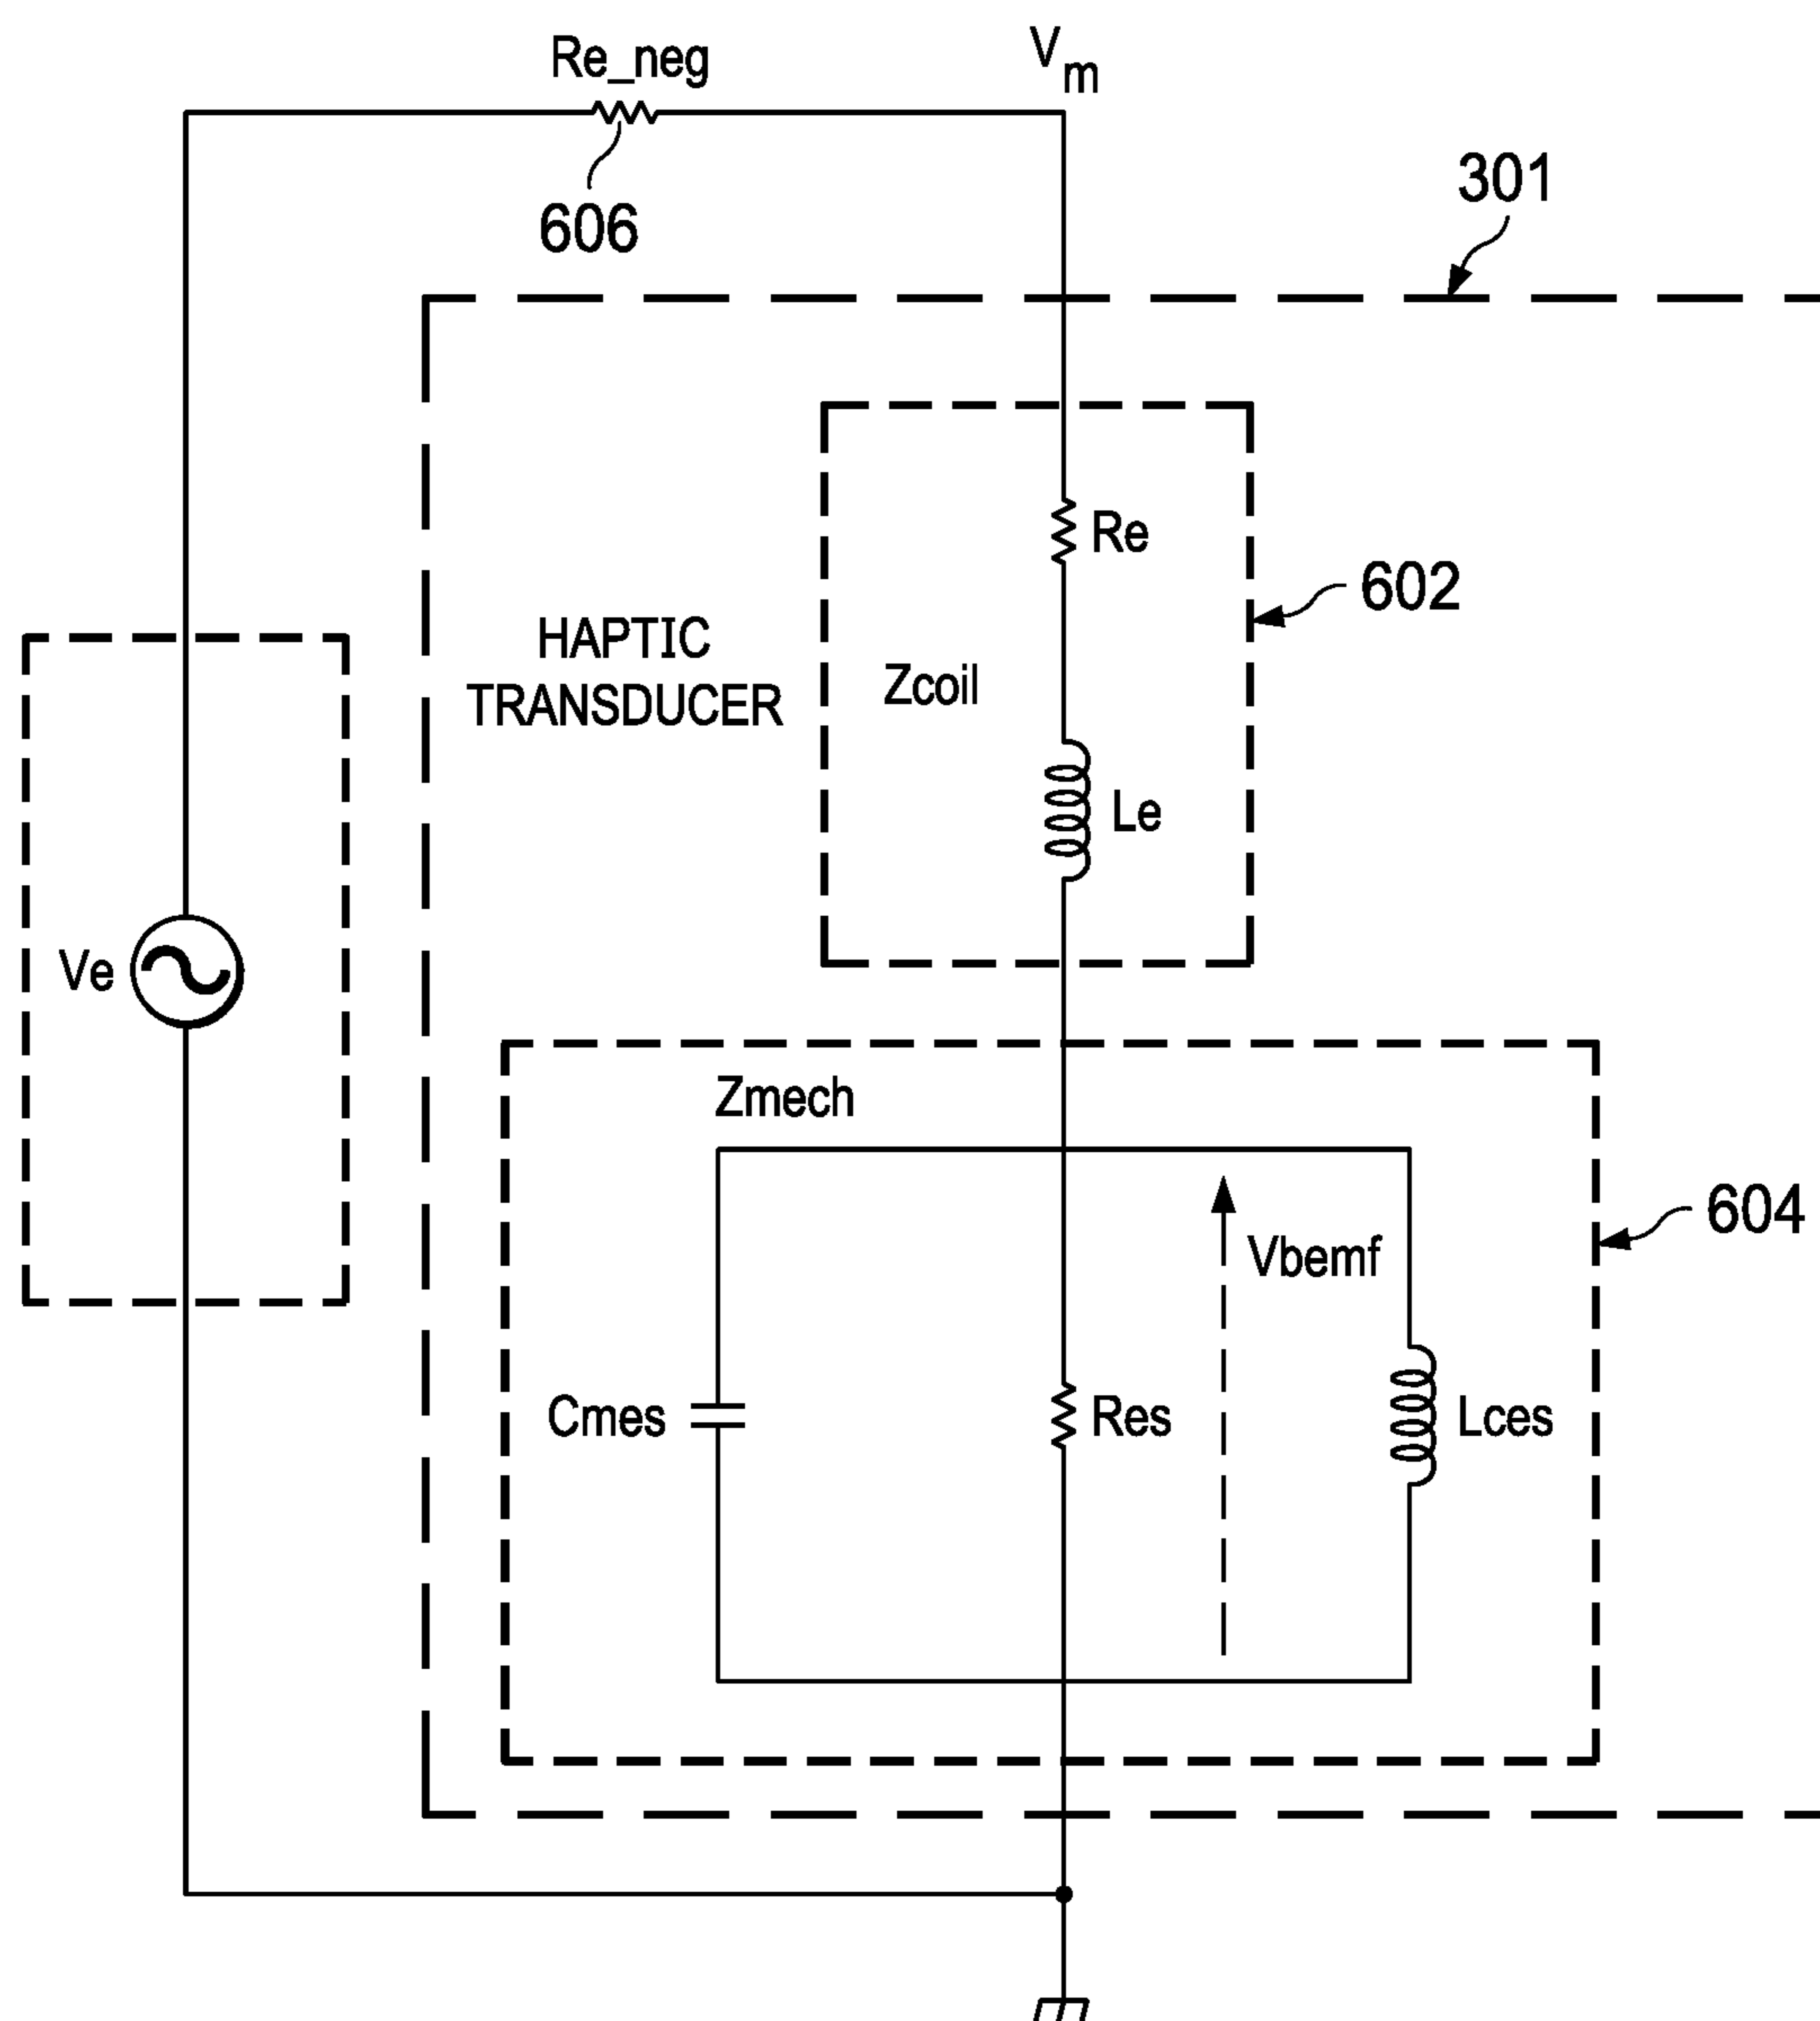 Re_neg
Vm
606
301
HAPTIC
TRANSDUCER
Re
602
Zcoil
Le
Ve
Zmech
604
Vbemf
Cmes
Res
Lces